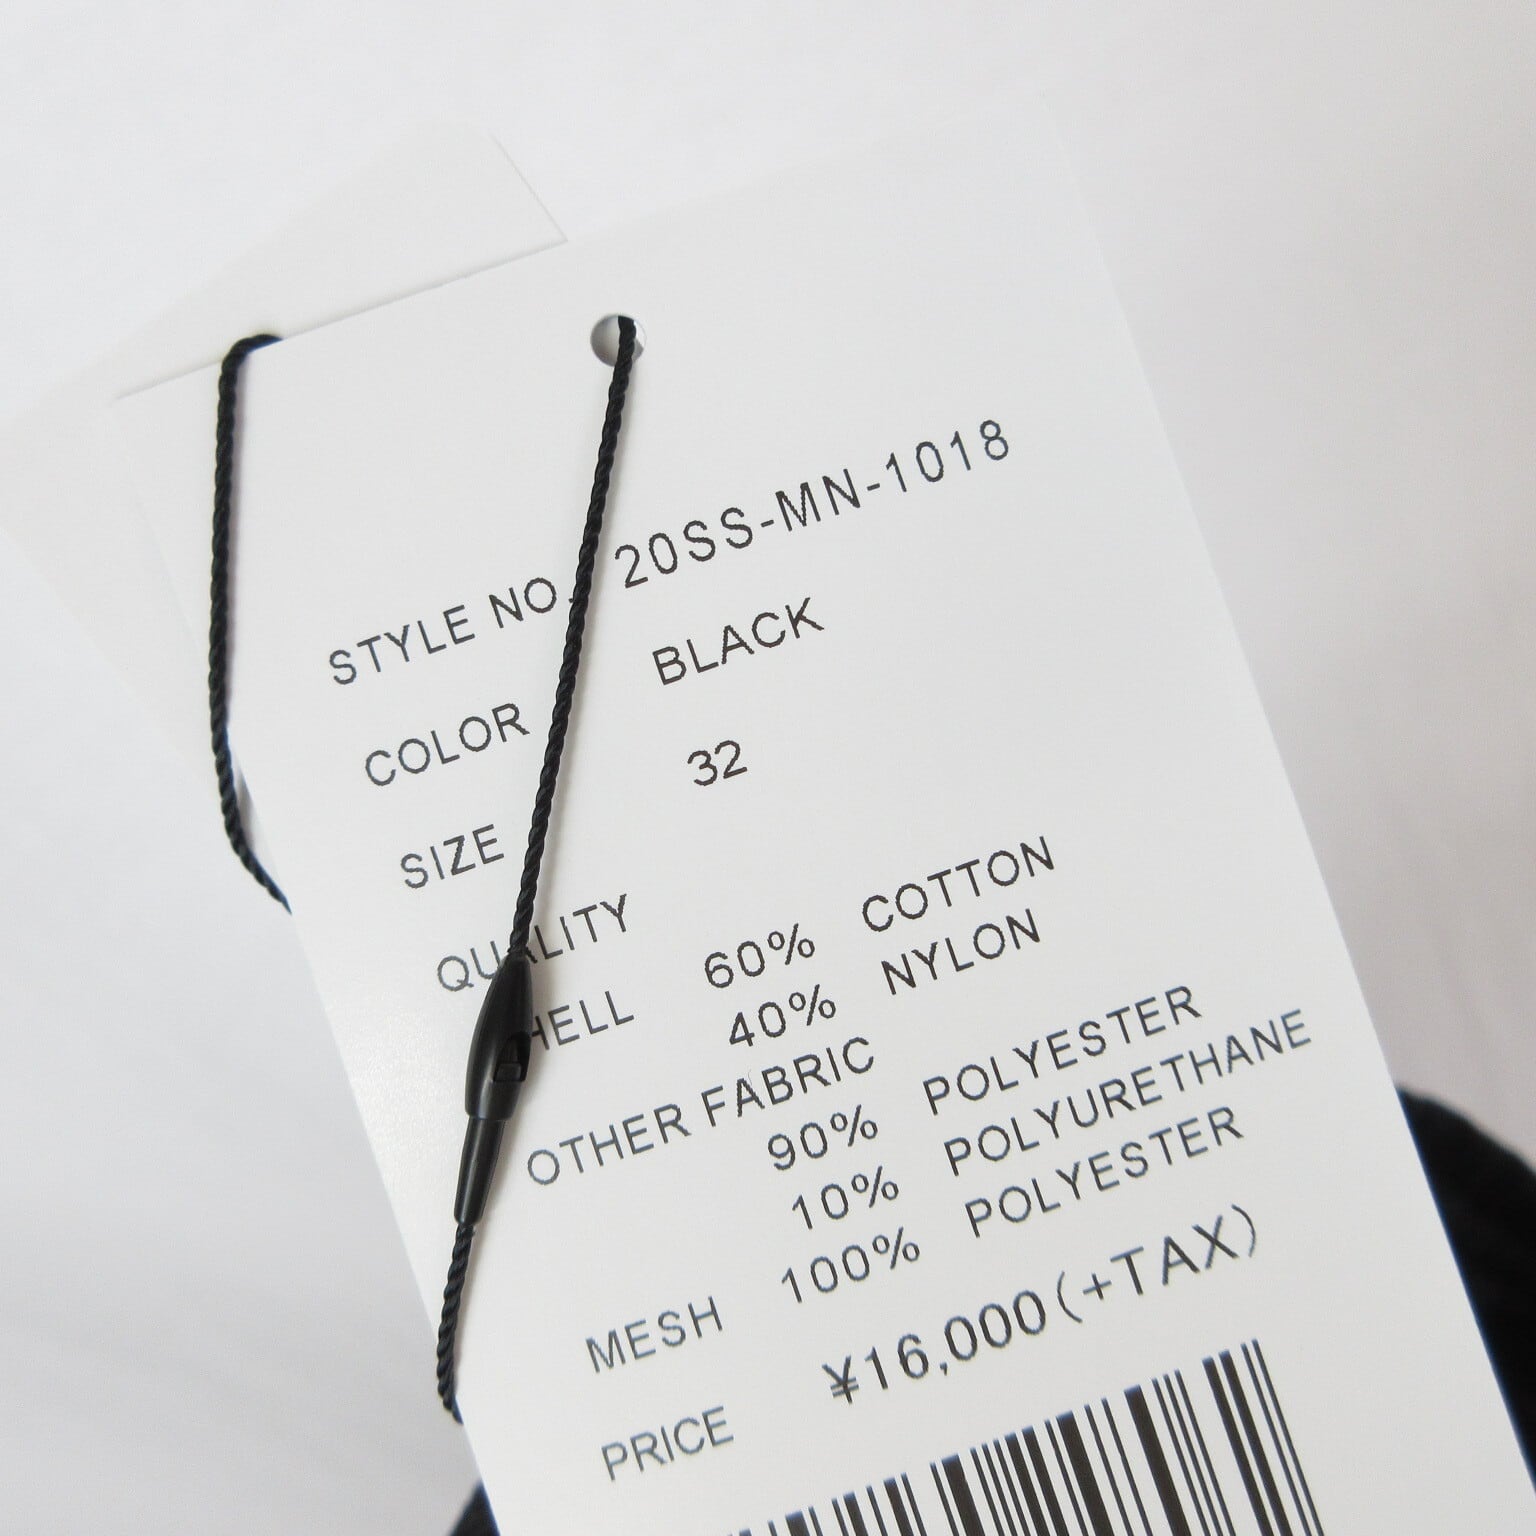 STYLE NO. 20SS-MN-1018
COLOR BLACK
SIZE 32
QUALITY
SHELL 60% COTTON
40% NYLON
OTHER FABRIC
90% POLYESTER
10% POLYURETHANE
MESH 100% POLYESTER
PRICE ¥16,000(+TAX)